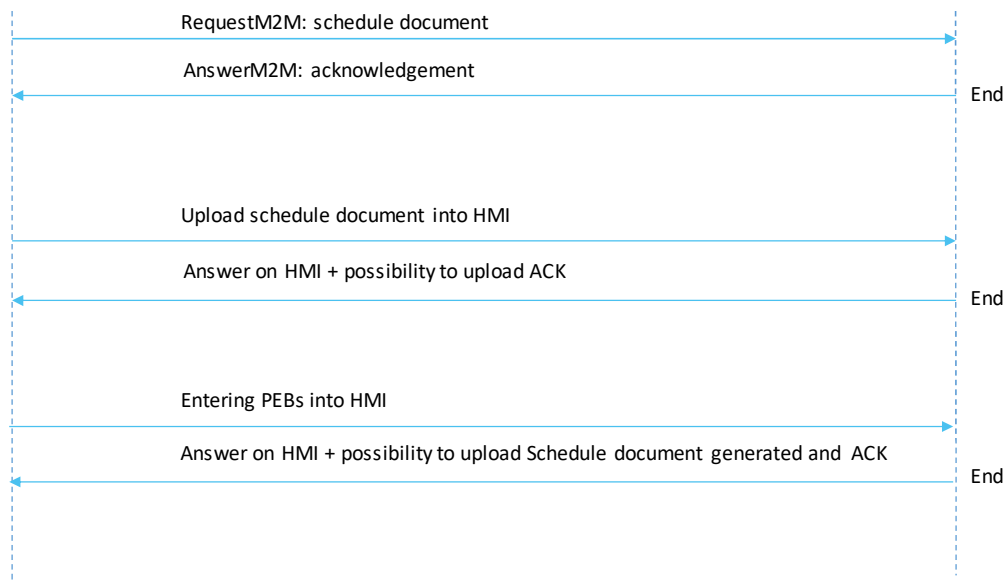 RequestM2M: schedule document
AnswerM2M: acknowledgement
End
Upload schedule document into HMI
Answer on HMI + possibility to upload ACK
End
Entering PEBs into HMI
Answer on HMI + possibility to upload Schedule document generated and ACK
End